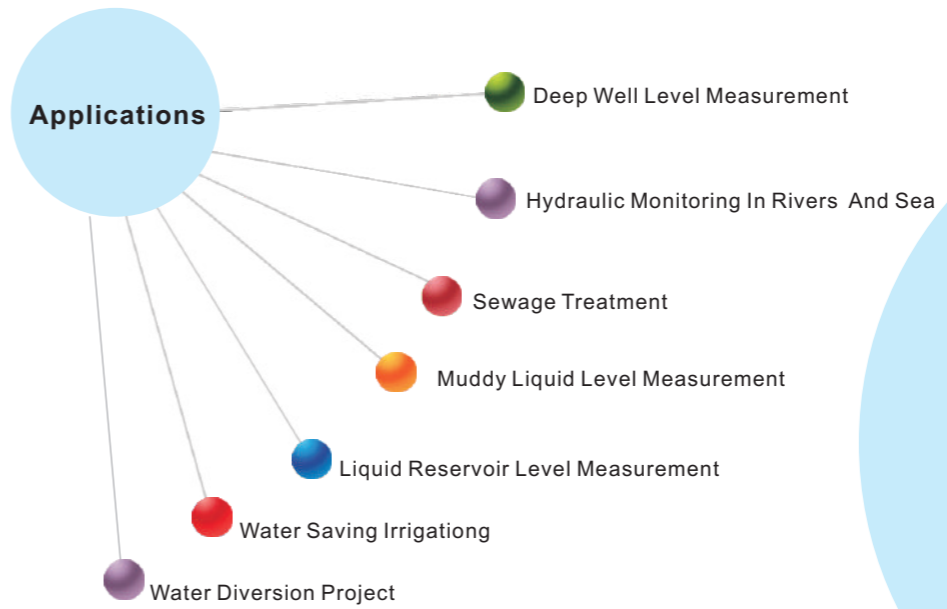 Applications
Deep Well Level Measurement
Hydraulic Monitoring In Rivers And Sea
Sewage Treatment
Muddy Liquid Level Measurement
Liquid Reservoir Level Measurement
Water Saving Irrigationg
Water Diversion Project